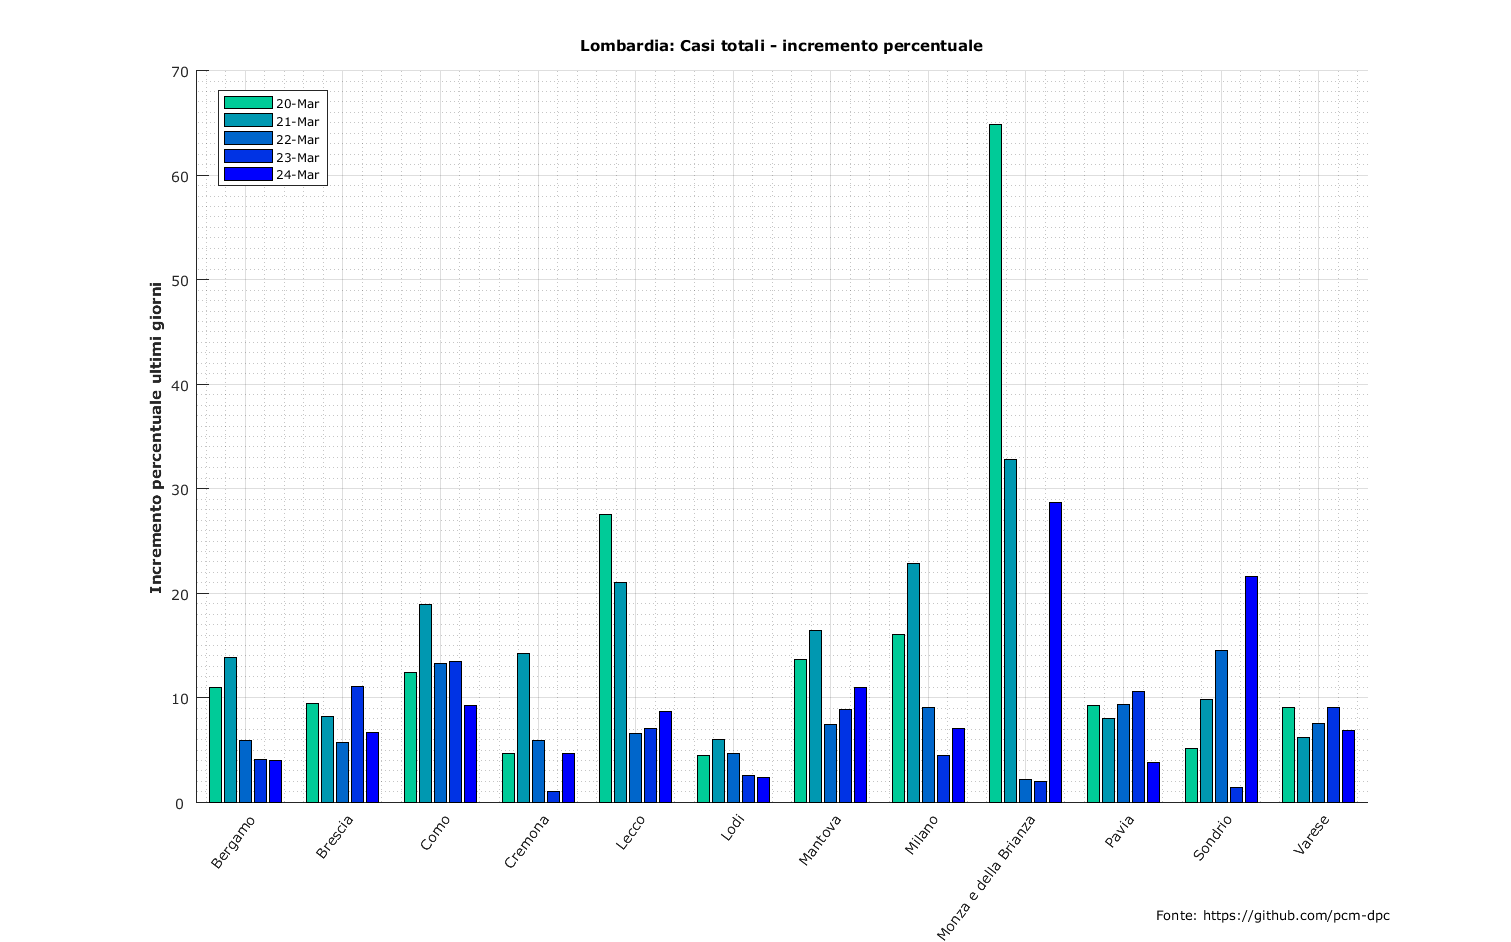 Lombardia: Casi totali - incremento percentuale
70
60
50
40
30
20
10
0
Incremento percentuale ultimi giorni
20-Mar
21-Mar
22-Mar
23-Mar
24-Mar
Bergamo
Brescia
Como
Cremona
Lecco
Lodi
Mantova
Milano
Monza e della Brianza
Pavia
Sondrio
Varese
Fonte: https://github.com/pcm-dpc